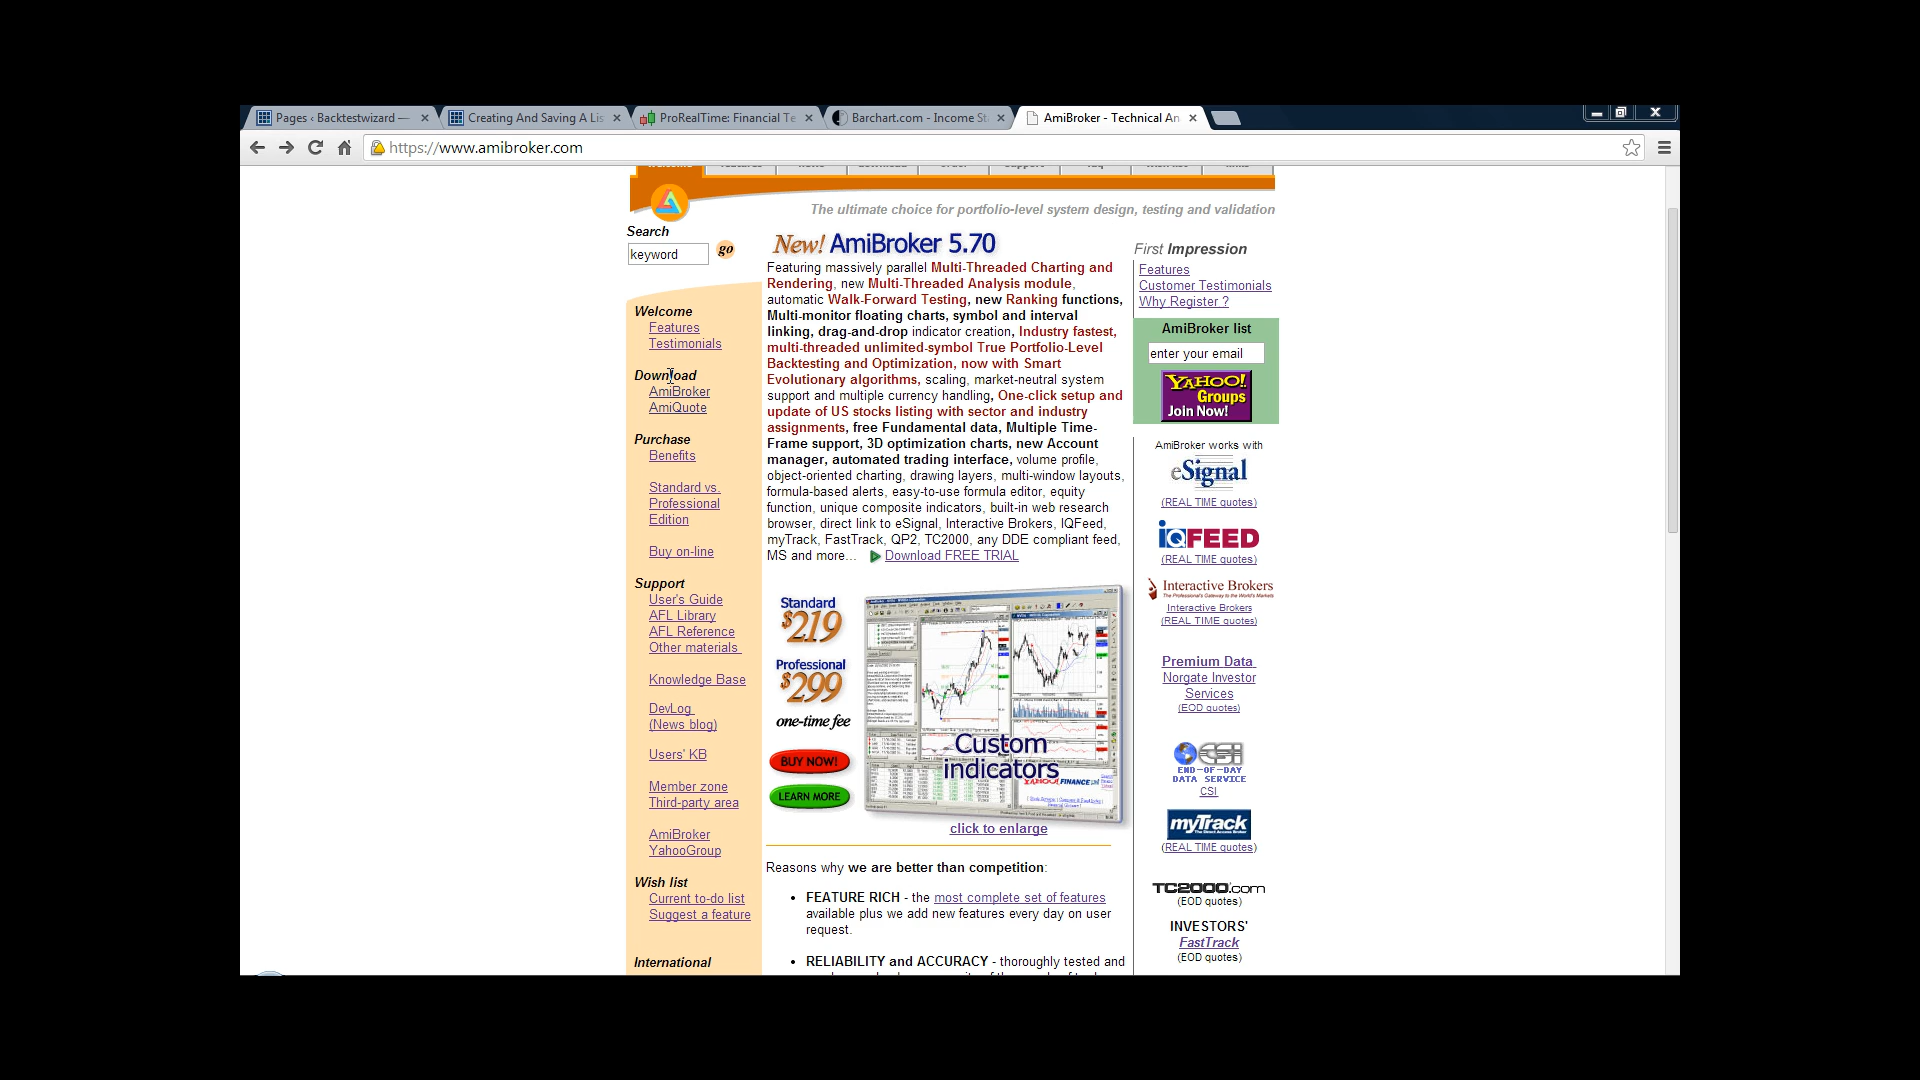 Pages ‹ Backtestwizard —
Creating And Saving A Lis
ProRealTime: Financial Te
Barchart.com - Income St
AmiBroker - Technical An
https://www.amibroker.com
The ultimate choice for portfolio-level system design, testing and validation
Search
keyword
go
Welcome
Features
Testimonials
Download
AmiBroker
AmiQuote
Purchase
Benefits
Standard vs.
Professional
Edition
Buy on-line
Support
User's Guide
AFL Library
AFL Reference
Other materials
Knowledge Base
DevLog
(News blog)
Users' KB
Member zone
Third-party area
AmiBroker
YahooGroup
Wish list
Current to-do list
Suggest a feature
International
New! AmiBroker 5.70
Featuring massively parallel Multi-Threaded Charting and
Rendering, new Multi-Threaded Analysis module,
automatic Walk-Forward Testing, new Ranking functions,
Multi-monitor floating charts, symbol and interval
linking, drag-and-drop indicator creation, Industry fastest,
multi-threaded unlimited-symbol True Portfolio-Level
Backtesting and Optimization, now with Smart
Evolutionary algorithms, scaling, market-neutral system
support and multiple currency handling, One-click setup and
update of US stocks listing with sector and industry
assignments, free Fundamental data, Multiple Time-
Frame support, 3D optimization charts, new Account
manager, automated trading interface, volume profile,
object-oriented charting, drawing layers, multi-window layouts,
formula-based alerts, easy-to-use formula editor, equity
function, unique composite indicators, built-in web research
browser, direct link to eSignal, Interactive Brokers, IQFeed,
myTrack, FastTrack, QP2, TC2000, any DDE compliant feed,
MS and more... Download FREE TRIAL
Standard
$219
Professional
$299
one-time fee
BUY NOW!
LEARN MORE
Custom
indicators
YAHOO! FINANCE
click to enlarge
Reasons why we are better than competition:
• FEATURE RICH - the most complete set of features
available plus we add new features every day on user
request.
• RELIABILITY and ACCURACY - thoroughly tested and
First Impression
Features
Customer Testimonials
Why Register ?
AmiBroker list
enter your email
YAHOO!
Groups
Join Now!
AmiBroker works with
eSignal
(REAL TIME quotes)
iQFEED
(REAL TIME quotes)
Interactive Brokers
The Professional's Gateway to the World's Markets
Interactive Brokers
(REAL TIME quotes)
Premium Data
Norgate Investor
Services
(EOD quotes)
CSI
END-OF-DAY
DATA SERVICE
CSI
myTrack
The Direct Access Broker
(REAL TIME quotes)
TC2000.com
(EOD quotes)
INVESTORS'
FastTrack
(EOD quotes)